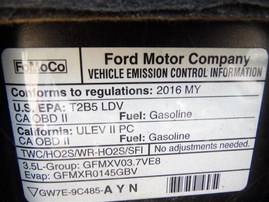 FoMoCo
Ford Motor Company
VEHICLE EMISSION CONTROL INFORMATION
Conforms to regulations: 2016 MY
U.S. EPA: T2B5 LDV
CA OBD II Fuel: Gasoline
California: ULEV II PC
CA OBD II Fuel: Gasoline
TWC/HO2S/WR-HO2S/SFI No adjustments needed.
3.5L-Group: GFMXV03.7VE8
Evap: GFMXR0145GBV
GW7E-9C485-AYN